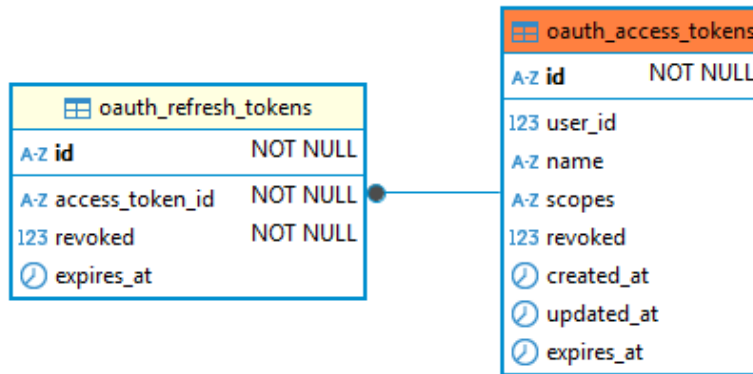 oauth_refresh_tokens
A-Z id NOT NULL
A-Z access_token_id NOT NULL
123 revoked NOT NULL
expires_at
oauth_access_tokens
A-Z id NOT NULL
123 user_id
A-Z name
A-Z scopes
123 revoked
created_at
updated_at
expires_at